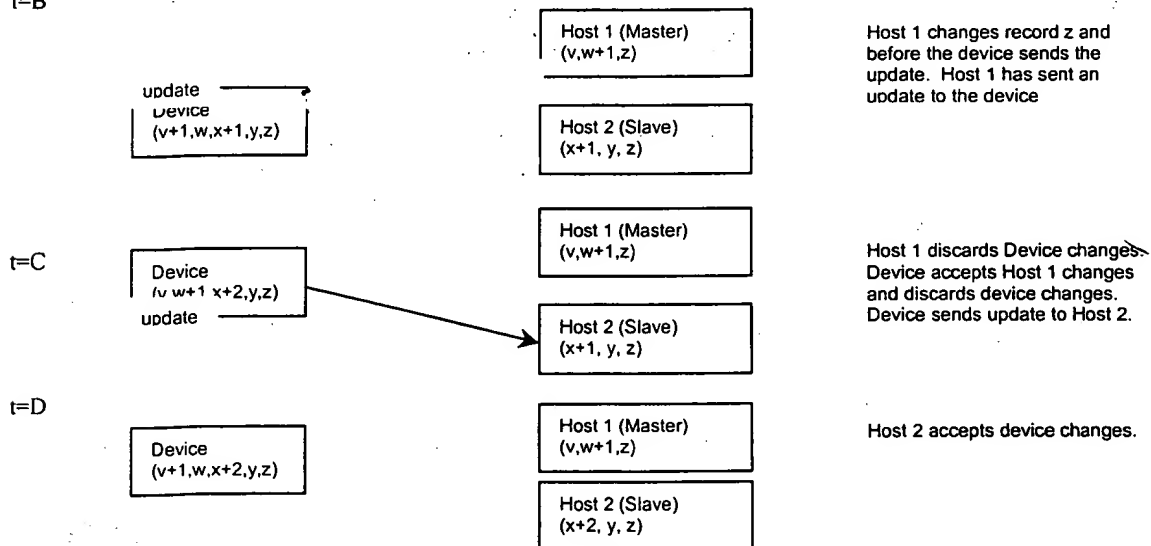 t=B
Host 1 (Master)
(v,w+1,z)
Host 1 changes record z and
before the device sends the
update. Host 1 has sent an
update to the device
update
Device
(v+1,w,x+1,y,z)
Host 2 (Slave)
(x+1, y, z)
t=C
Device
(v,w+1,x+2,y,z)
update
Host 1 (Master)
(v,w+1,z)
Host 2 (Slave)
(x+1, y, z)
Host 1 discards Device changes.
Device accepts Host 1 changes
and discards device changes.
Device sends update to Host 2.
t=D
Device
(v+1,w,x+2,y,z)
Host 1 (Master)
(v,w+1,z)
Host 2 (Slave)
(x+2, y, z)
Host 2 accepts device changes.